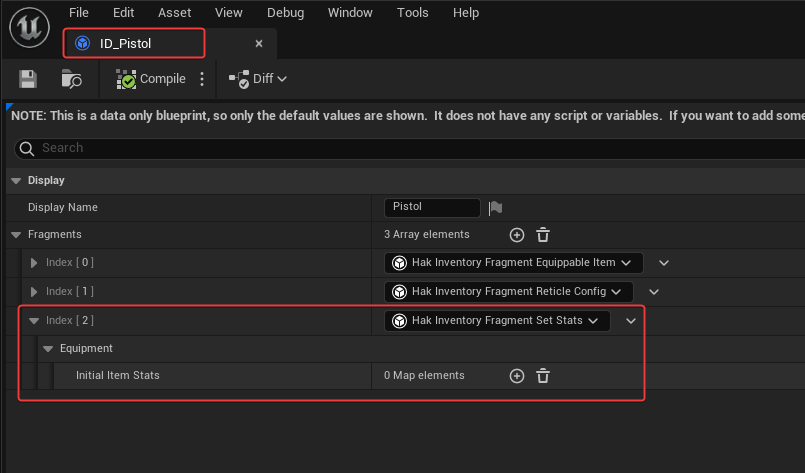 File Edit Asset View Debug Window Tools Help
ID_Pistol
Compile Diff
NOTE: This is a data only blueprint, so only the default values are shown. It does not have any script or variables. If you want to add some
Search
Display
Display Name Pistol
Fragments 3 Array elements
Index [ 0 ] Hak Inventory Fragment Equippable Item
Index [ 1 ] Hak Inventory Fragment Reticle Config
Index [ 2 ] Hak Inventory Fragment Set Stats
Equipment
Initial Item Stats 0 Map elements